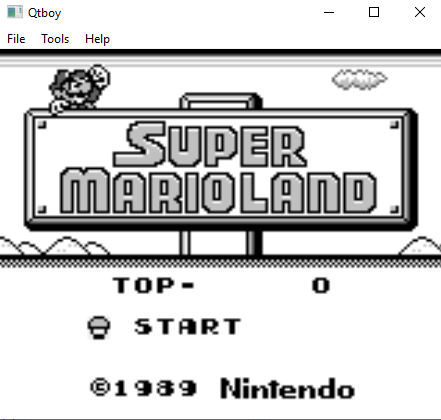 Qtboy
File Tools Help
SUPER
MARIOLAND
TOP- 0
START
©1989 Nintendo